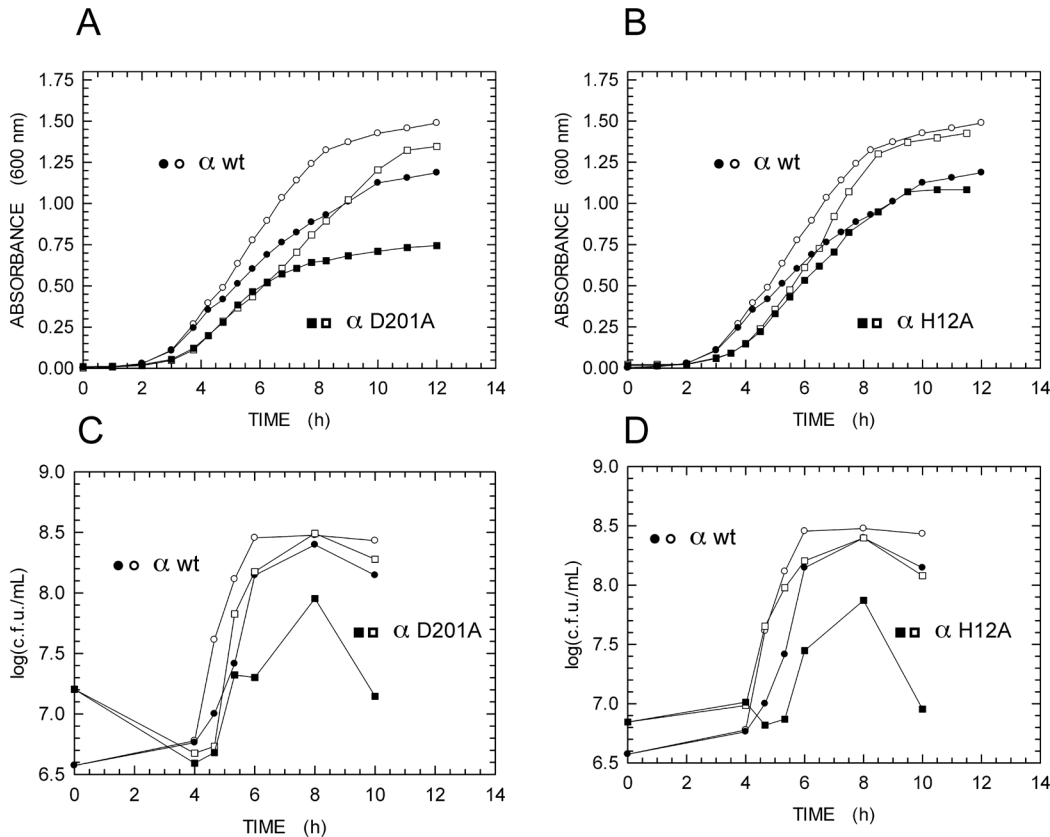 A
ABSORBANCE (600 nm)
1.75
1.50
1.25
1.00
0.75
0.50
0.25
0.00
α wt
α D201A
0 2 4 6 8 10 12 14
TIME (h)
B
ABSORBANCE (600 nm)
1.75
1.50
1.25
1.00
0.75
0.50
0.25
0.00
α wt
α H12A
0 2 4 6 8 10 12 14
TIME (h)
C
log(c.f.u./mL)
9.0
8.5
8.0
7.5
7.0
6.5
α wt
α D201A
0 2 4 6 8 10 12 14
TIME (h)
D
log(c.f.u./mL)
9.0
8.5
8.0
7.5
7.0
6.5
α wt
α H12A
0 2 4 6 8 10 12 14
TIME (h)